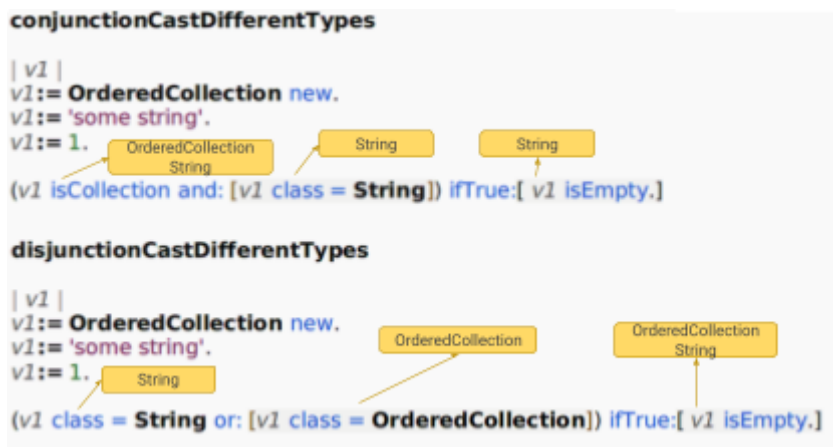 conjunctionCastDifferentTypes
| v1 |
v1:= OrderedCollection new.
v1:= 'some string'.
v1:= 1.
OrderedCollection
String
String
String
(v1 isCollection and: [v1 class = String]) ifTrue:[ v1 isEmpty.]
disjunctionCastDifferentTypes
| v1 |
v1:= OrderedCollection new.
v1:= 'some string'.
v1:= 1.
String
OrderedCollection
OrderedCollection
String
(v1 class = String or: [v1 class = OrderedCollection]) ifTrue:[ v1 isEmpty.]